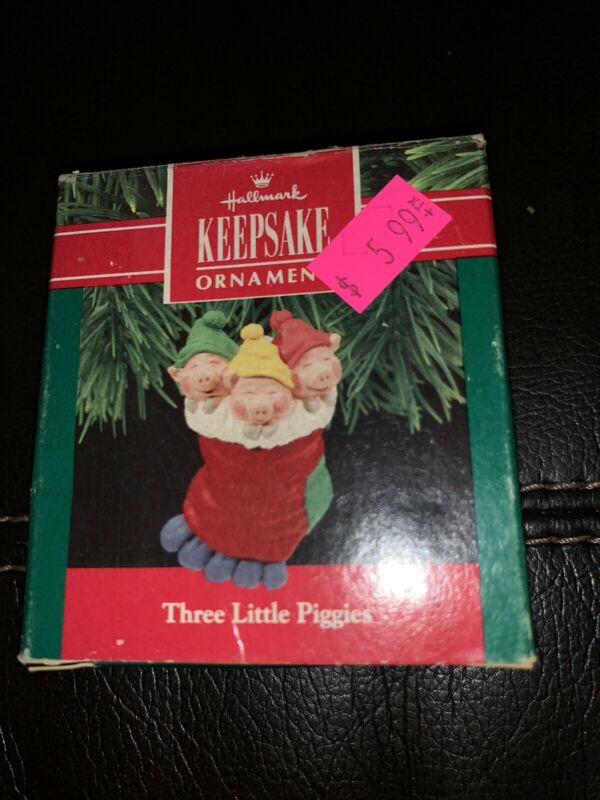 Hallmark
KEEPSAKE
ORNAMEN
$ 5.99 +TX
Three Little Piggies